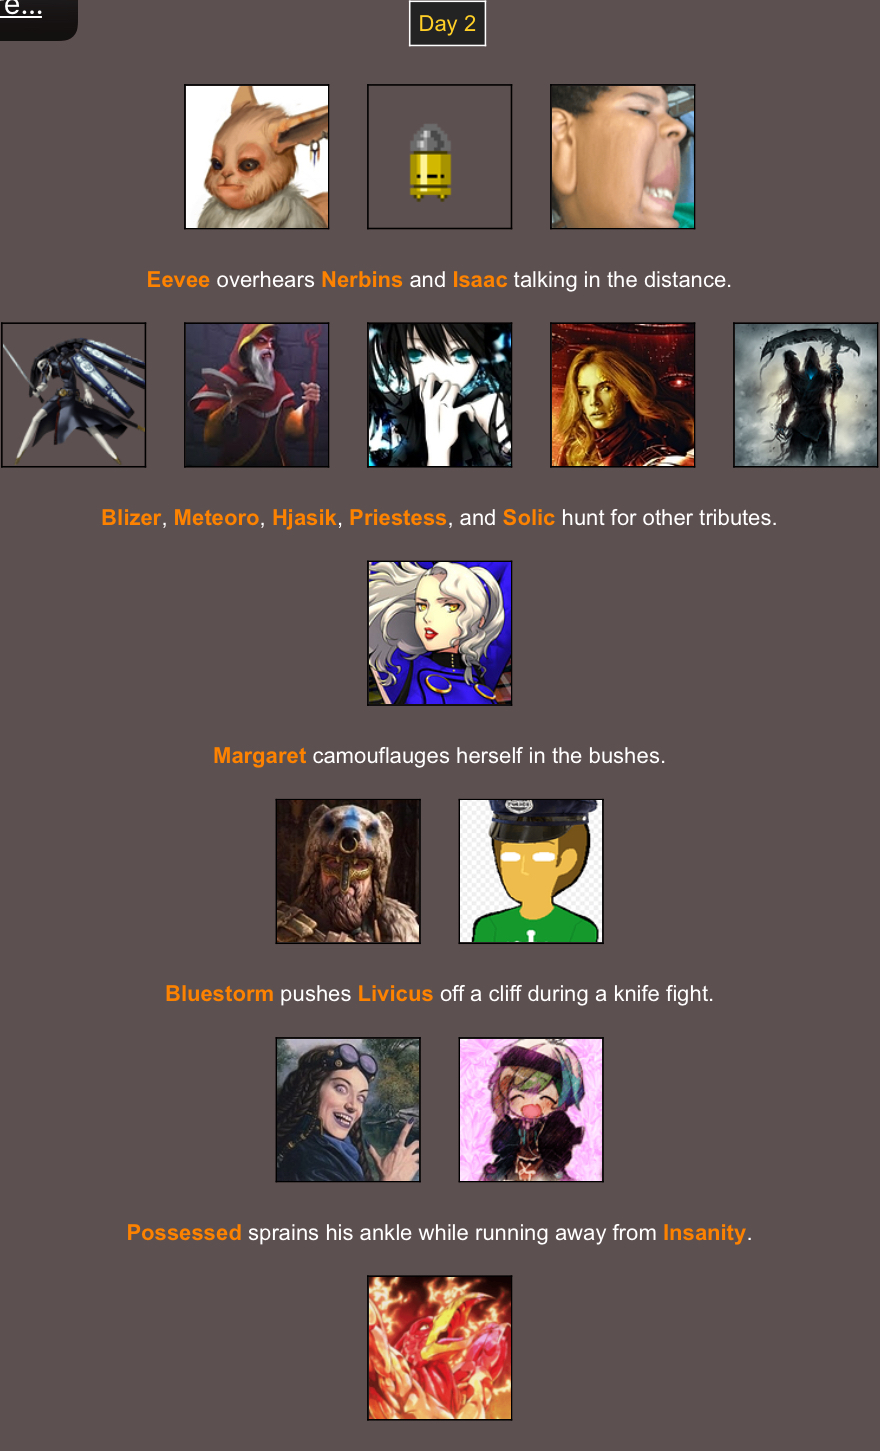 re...
Day 2
Eevee overhears Nerbins and Isaac talking in the distance.
Blizer, Meteoro, Hjasik, Priestess, and Solic hunt for other tributes.
Margaret camouflauges herself in the bushes.
POLICE
Bluestorm pushes Livicus off a cliff during a knife fight.
Possessed sprains his ankle while running away from Insanity.